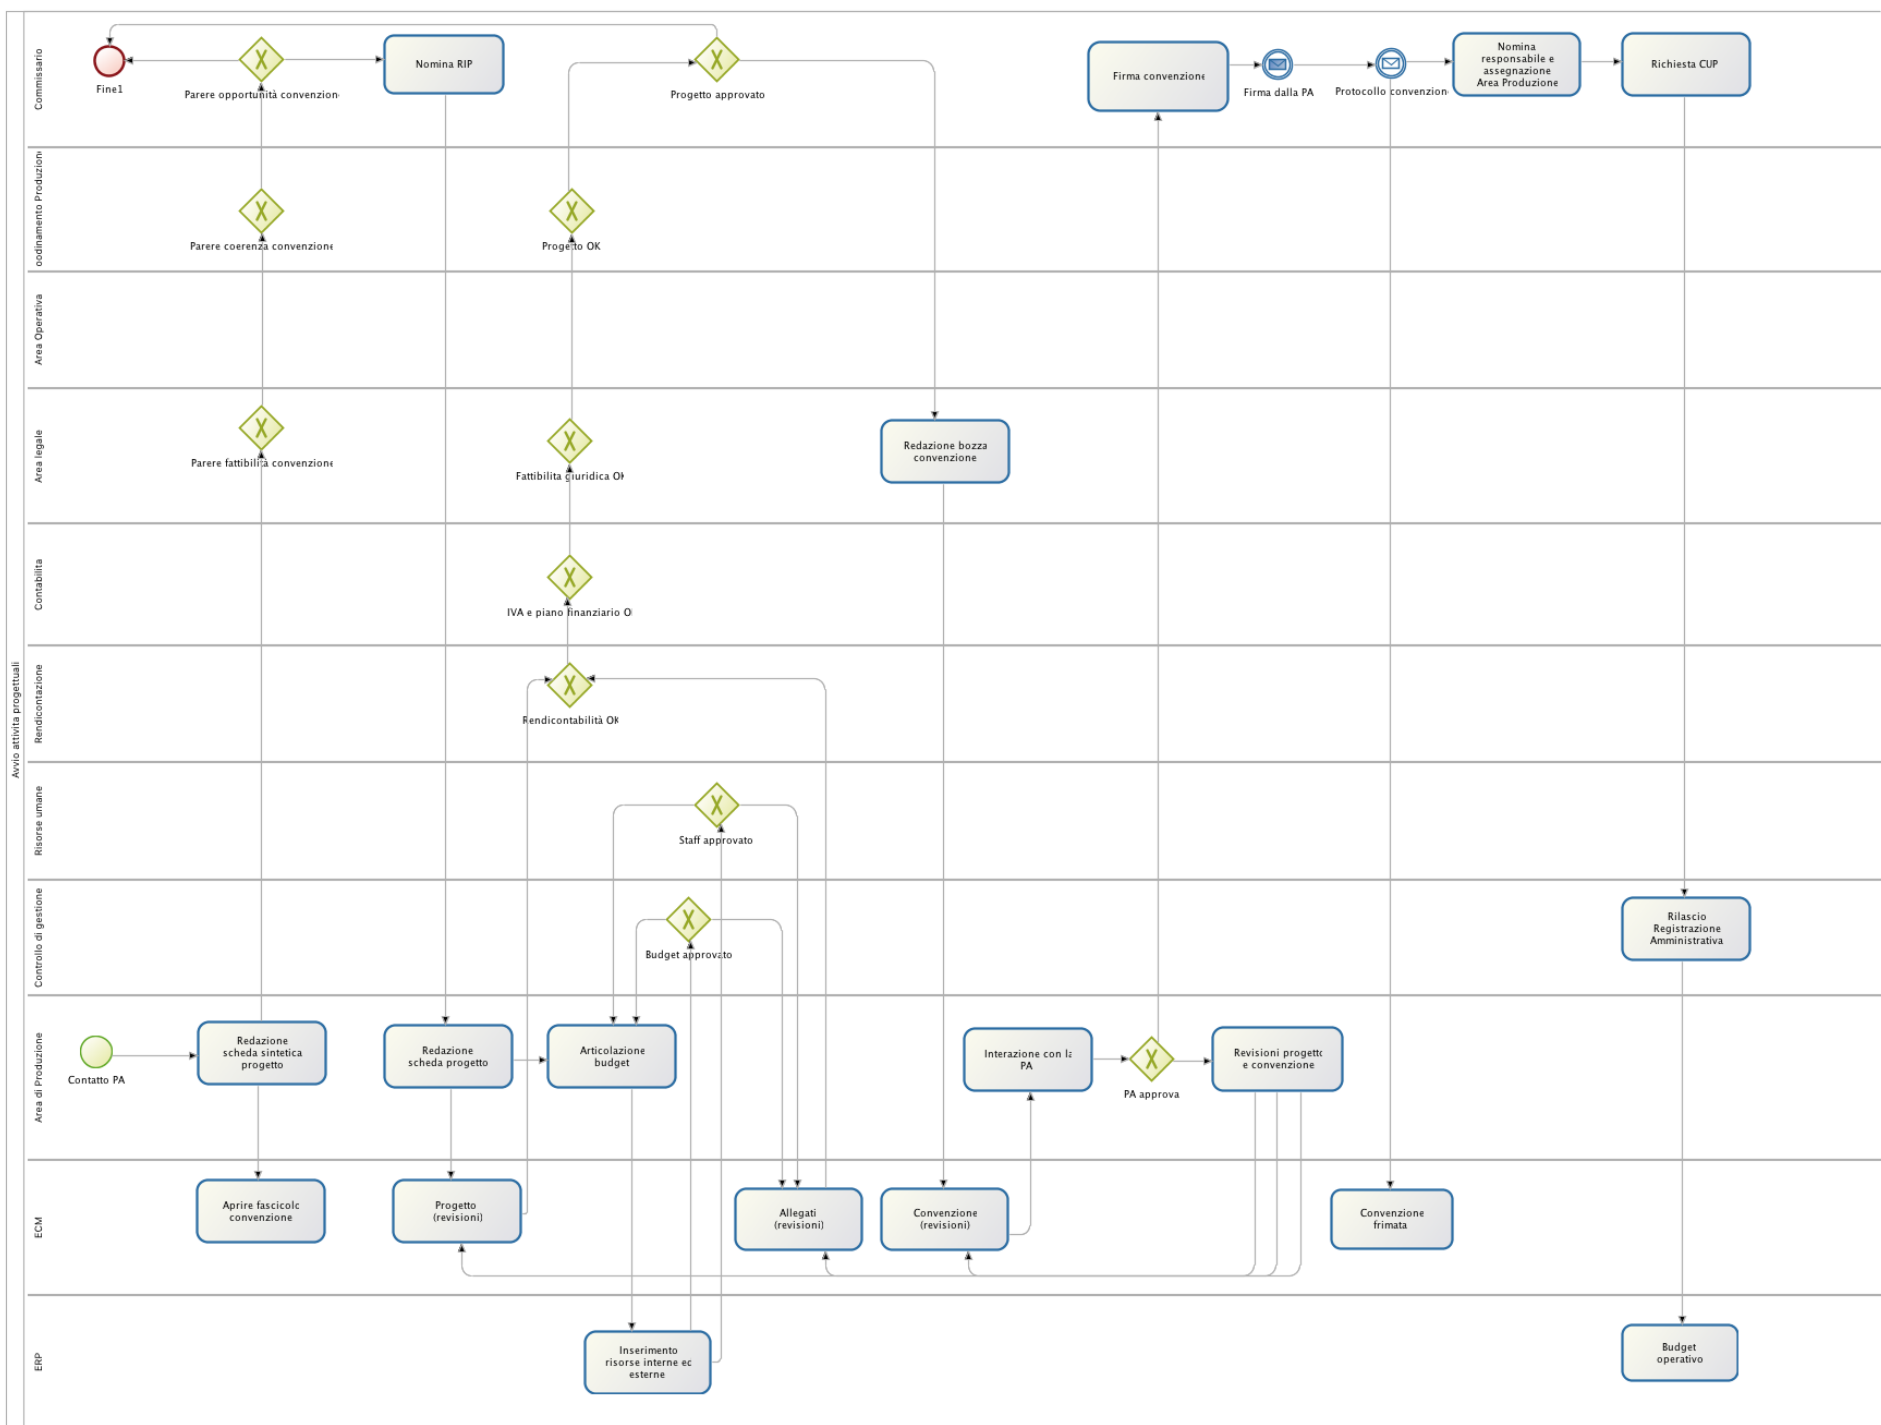 Avvio attivita progettuali
Commissario
Fine1
Parere opportunità convenzion
Nomina RIP
Progetto approvato
Firma convenzione
Firma dalla PA
Protocollo convenzion
Nomina
responsabile e
assegnazione
Area Produzione
Richiesta CUP
oodinamento Produzion
Parere coerenza convenzione
Progetto OK
Area Operativa
Area legale
Parere fattibilità convenzione
Fattibilita giuridica OK
Redazione bozza
convenzione
Contabilita
IVA e piano finanziario O
Rendicontazione
Rendicontabilità OK
Risorse umane
Staff approvato
Controllo di gestione
Budget approvato
Rilascio
Registrazione
Amministrativa
Area di Produzione
Contatto PA
Redazione
scheda sintetica
progetto
Redazione
scheda progetto
Articolazione
budget
Interazione con la
PA
PA approva
Revisioni progetto
e convenzione
ECM
Aprire fascicolo
convenzione
Progetto
(revisioni)
Allegati
(revisioni)
Convenzione
(revisioni)
Convenzione
frimata
ERP
Inserimento
risorse interne ed
esterne
Budget
operativo